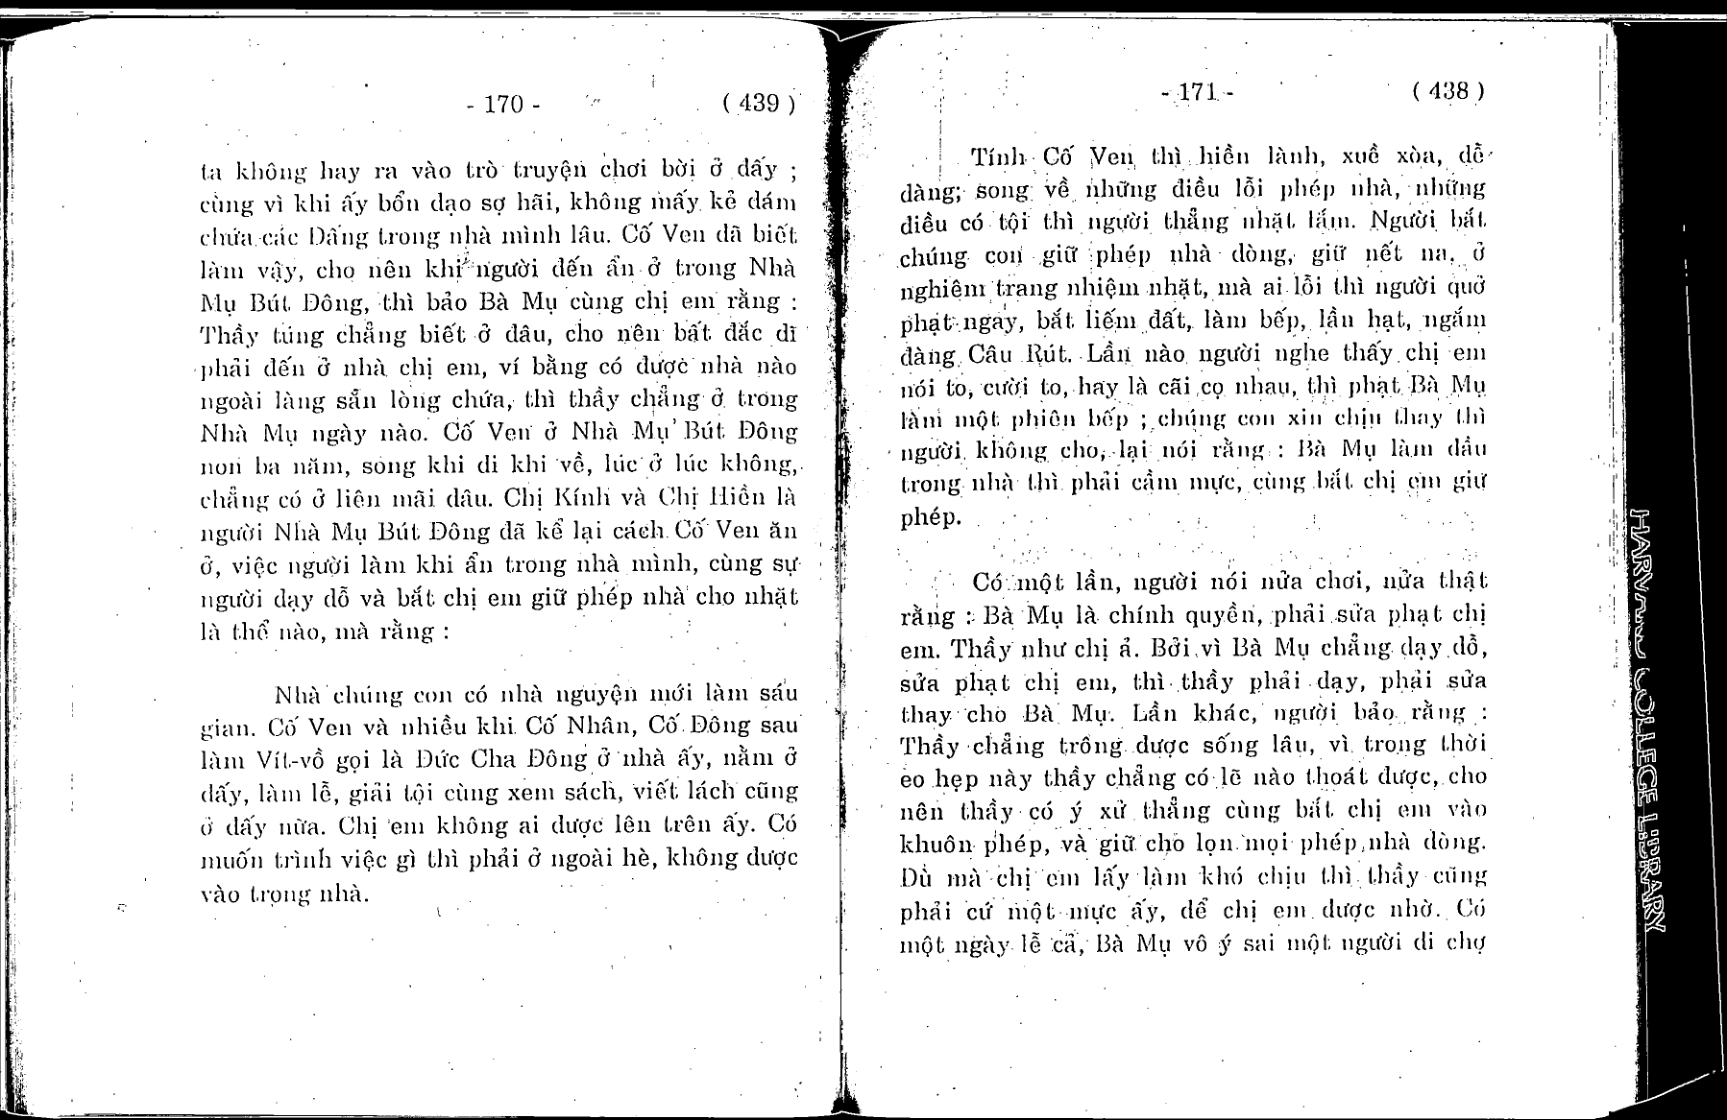 - 170 - ( 439 )
ta không hay ra vào trò truyện chơi bời ở đấy ;
cùng vì khi ấy bổn đạo sợ hãi, không mấy kẻ dám
chứa các Đấng trong nhà mình lâu. Cố Ven đã biết
làm vậy, cho nên khi người đến ẩn ở trong Nhà
Mụ Bút Đông, thì bảo Bà Mụ cùng chị em rằng :
Thầy túng chẳng biết ở đâu, cho nên bất đắc dĩ
phải đến ở nhà chị em, ví bằng có được nhà nào
ngoài làng sẵn lòng chứa, thì thầy chẳng ở trong
Nhà Mụ ngày nào. Cố Ven ở Nhà Mụ Bút Đông
non ba năm, song khi đi khi về, lúc ở lúc không,
chẳng có ở liên mãi đâu. Chị Kính và Chị Hiền là
người Nhà Mụ Bút Đông đã kể lại cách Cố Ven ăn
ở, việc người làm khi ẩn trong nhà mình, cùng sự
người dạy dỗ và bắt chị em giữ phép nhà cho nhặt
là thể nào, mà rằng :
Nhà chúng con có nhà nguyện mới làm sáu
gian. Cố Ven và nhiều khi Cố Nhân, Cố Đông sau
làm Vít-vồ gọi là Đức Cha Đông ở nhà ấy, nằm ở
đấy, làm lễ, giải tội cùng xem sách, viết lách cũng
ở đấy nữa. Chị em không ai được lên trên ấy. Có
muốn trình việc gì thì phải ở ngoài hè, không được
vào trong nhà.
- 171 - ( 438 )
Tính Cố Ven thì hiền lành, xuề xòa, dễ
dàng; song về những điều lỗi phép nhà, những
điều có tội thì người thẳng nhặt lắm. Người bắt
chúng con giữ phép nhà dòng, giữ nết na, ở
nghiêm trang nhiệm nhặt, mà ai lỗi thì người quở
phạt ngay, bắt liếm đất, làm bếp, lần hạt, ngắm
đàng Câu Rút. Lần nào người nghe thấy chị em
nói to, cười to, hay là cãi cọ nhau, thì phạt Bà Mụ
làm một phiên bếp ; chúng con xin chịu thay thì
người không cho, lại nói rằng : Bà Mụ làm đầu
trong nhà thì phải cầm mực, cùng bắt chị em giữ
phép.
Có một lần, người nói nửa chơi, nửa thật
rằng : Bà Mụ là chính quyền, phải sửa phạt chị
em. Thầy như chị ả. Bởi vì Bà Mụ chẳng dạy dỗ,
sửa phạt chị em, thì thầy phải dạy, phải sửa
thay cho Bà Mụ. Lần khác, người bảo rằng :
Thầy chẳng trông được sống lâu, vì trong thời
eo hẹp này thầy chẳng có lẽ nào thoát được, cho
nên thầy có ý xử thẳng cùng bắt chị em vào
khuôn phép, và giữ cho lọn mọi phép nhà dòng.
Dù mà chị em lấy làm khó chịu thì thầy cũng
phải cứ một mực ấy, để chị em được nhờ. Có
một ngày lễ cả, Bà Mụ vô ý sai một người đi chợ
HARVARD COLLEGE LIBRARY